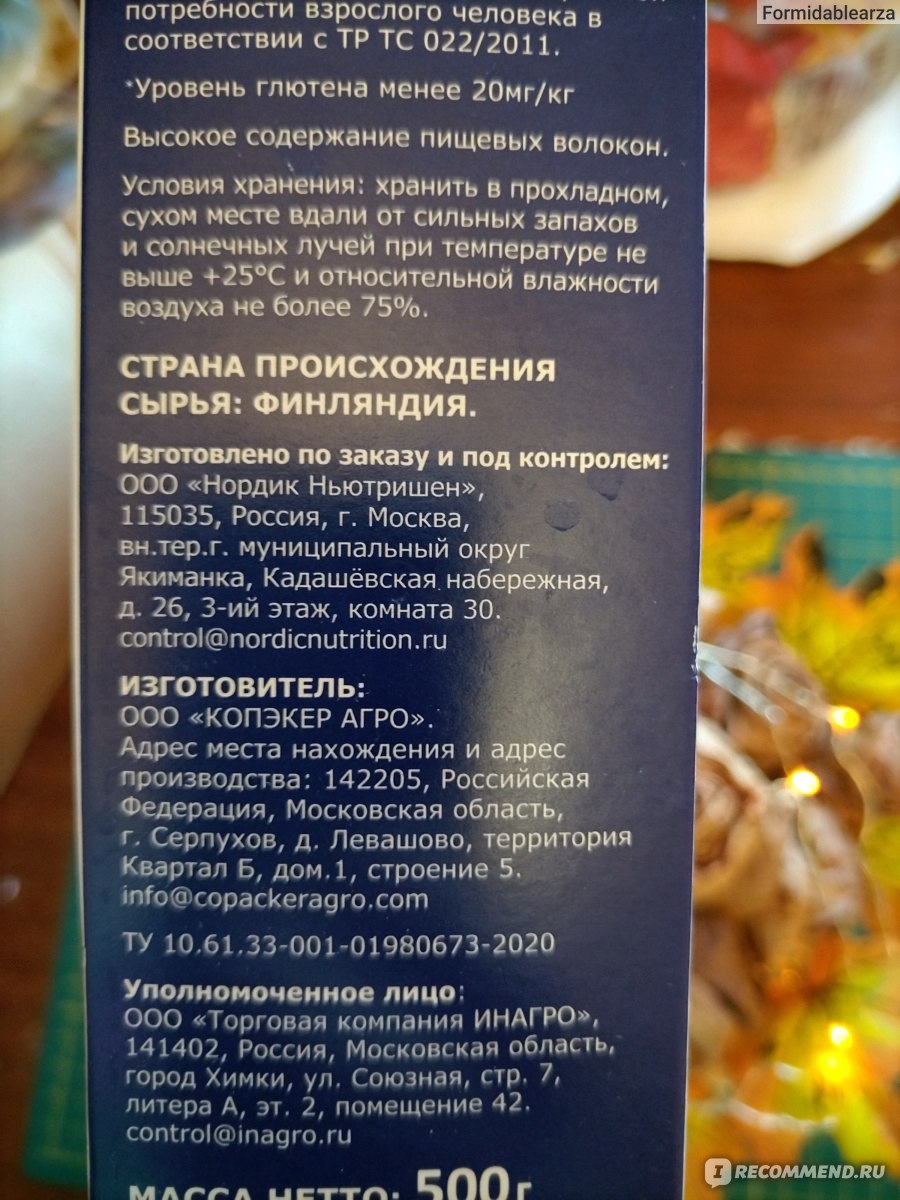 Formidablearza
потребности взрослого человека в
соответствии с ТР ТС 022/2011.
*Уровень глютена менее 20мг/кг
Высокое содержание пищевых волокон.
Условия хранения: хранить в прохладном,
сухом месте вдали от сильных запахов
и солнечных лучей при температуре не
выше +25°C и относительной влажности
воздуха не более 75%.
СТРАНА ПРОИСХОЖДЕНИЯ
СЫРЬЯ: ФИНЛЯНДИЯ.
Изготовлено по заказу и под контролем:
ООО «Нордик Ньютришен»,
115035, Россия, г. Москва,
вн.тер.г. муниципальный округ
Якиманка, Кадашёвская набережная,
д. 26, 3-ий этаж, комната 30.
control@nordicnutrition.ru
ИЗГОТОВИТЕЛЬ:
ООО «КОПЭКЕР АГРО».
Адрес места нахождения и адрес
производства: 142205, Российская
Федерация, Московская область,
г. Серпухов, д. Левашово, территория
Квартал Б, дом.1, строение 5.
info@copackeragro.com
ТУ 10.61.33-001-01980673-2020
Уполномоченное лицо:
ООО «Торговая компания ИНАГРО»,
141402, Россия, Московская область,
город Химки, ул. Союзная, стр. 7,
литера А, эт. 2, помещение 42.
control@inagro.ru
МАССА НЕТТО: 500г
I RECOMMEND.RU